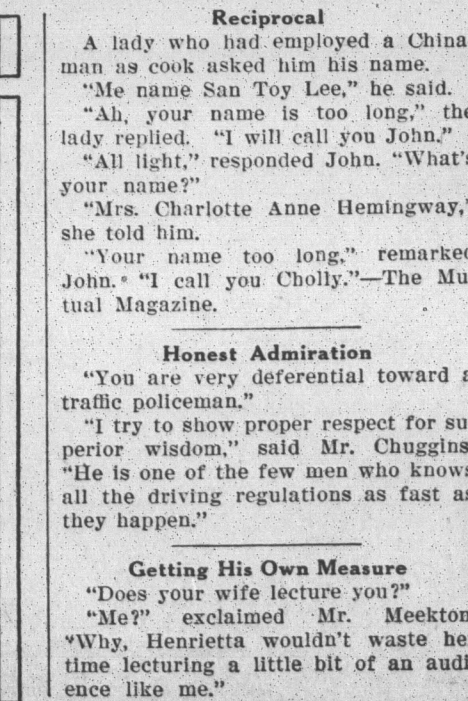 Reciprocal
A lady who had employed a China-
man as cook asked him his name.
"Me name San Toy Lee," he said.
"Ah, your name is too long," the
lady replied. "I will call you John."
"All light," responded John. "What's
your name?"
"Mrs. Charlotte Anne Hemingway,"
she told him.
"Your name too long," remarked
John. "I call you Cholly."—The Mu-
tual Magazine.
Honest Admiration
"You are very deferential toward a
traffic policeman."
"I try to show proper respect for su-
perior wisdom," said Mr. Chuggins.
"He is one of the few men who knows
all the driving regulations as fast as
they happen."
Getting His Own Measure
"Does your wife lecture you?"
"Me?" exclaimed Mr. Meekton.
"Why, Henrietta wouldn't waste her
time lecturing a little bit of an audi-
ence like me."